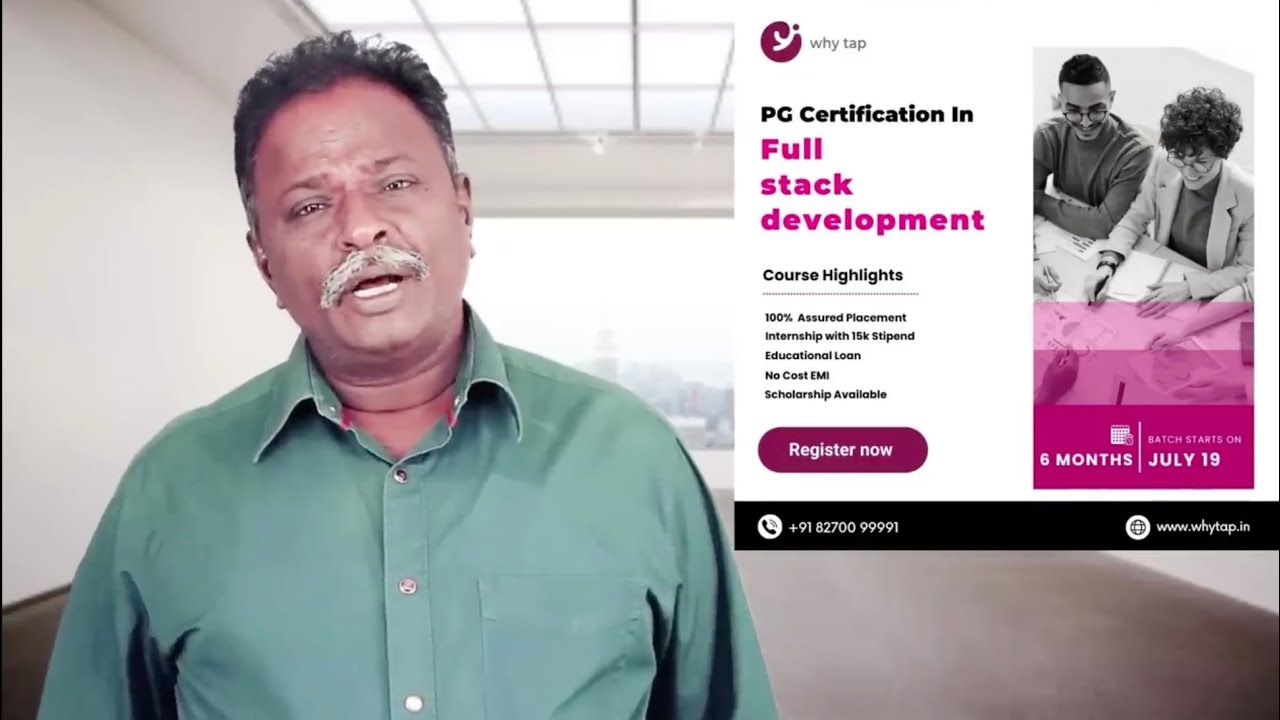 why tap
PG Certification In
Full
stack
development
Course Highlights
100% Assured Placement
Internship with 15k Stipend
Educational Loan
No Cost EMI
Scholarship Available
Register now
BATCH STARTS ON
6 MONTHS
JULY 19
+91 82700 99991
www.whytap.in